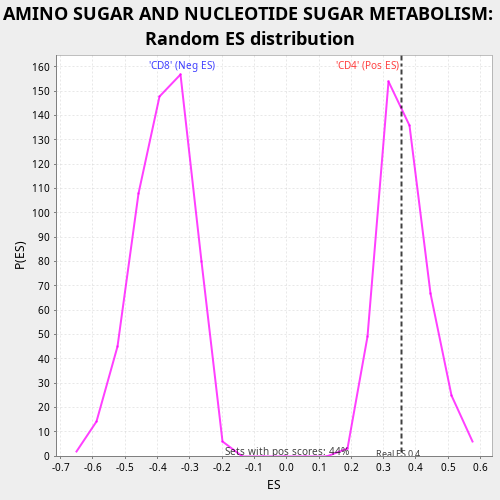 AMINO SUGAR AND NUCLEOTIDE SUGAR METABOLISM:
Random ES distribution
'CD8' (Neg ES)
'CD4' (Pos ES)
160
150
140
130
120
110
100
90
80
70
60
50
40
30
20
10
0
P(ES)
Sets with pos scores: 44%
Real ES 0.4
-0.7 -0.6 -0.5 -0.4 -0.3 -0.2 -0.1 0.0 0.1 0.2 0.3 0.4 0.5 0.6
ES